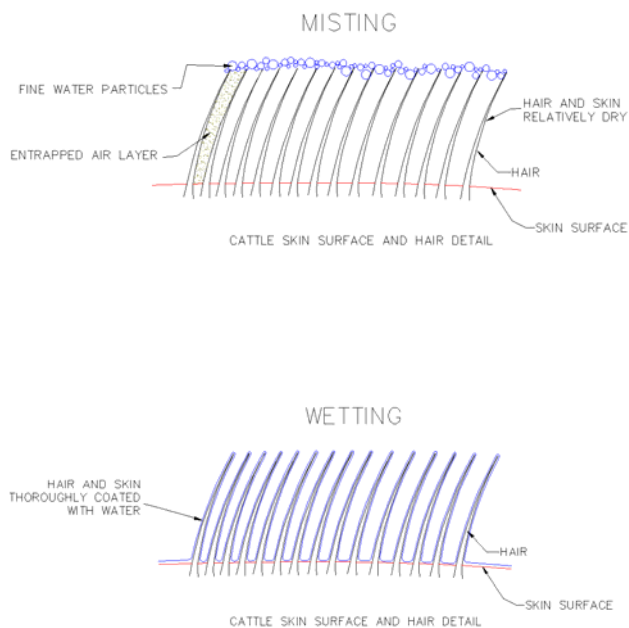 MISTING
FINE WATER PARTICLES
HAIR AND SKIN
RELATIVELY DRY
ENTRAPPED AIR LAYER
HAIR
SKIN SURFACE
CATTLE SKIN SURFACE AND HAIR DETAIL
WETTING
HAIR AND SKIN
THOROUGHLY COATED
WITH WATER
HAIR
SKIN SURFACE
CATTLE SKIN SURFACE AND HAIR DETAIL